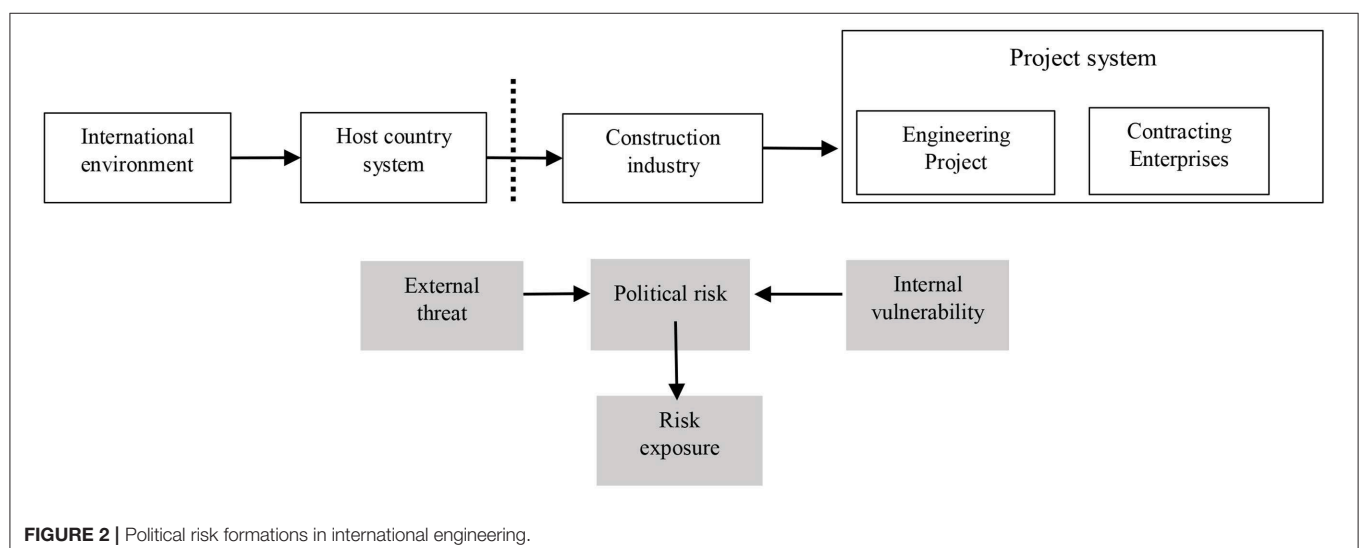 Project system
International
environment
Host country
system
Construction
industry
Engineering
Project
Contracting
Enterprises
External
threat
Political risk
Internal
vulnerability
Risk
exposure
FIGURE 2 | Political risk formations in international engineering.